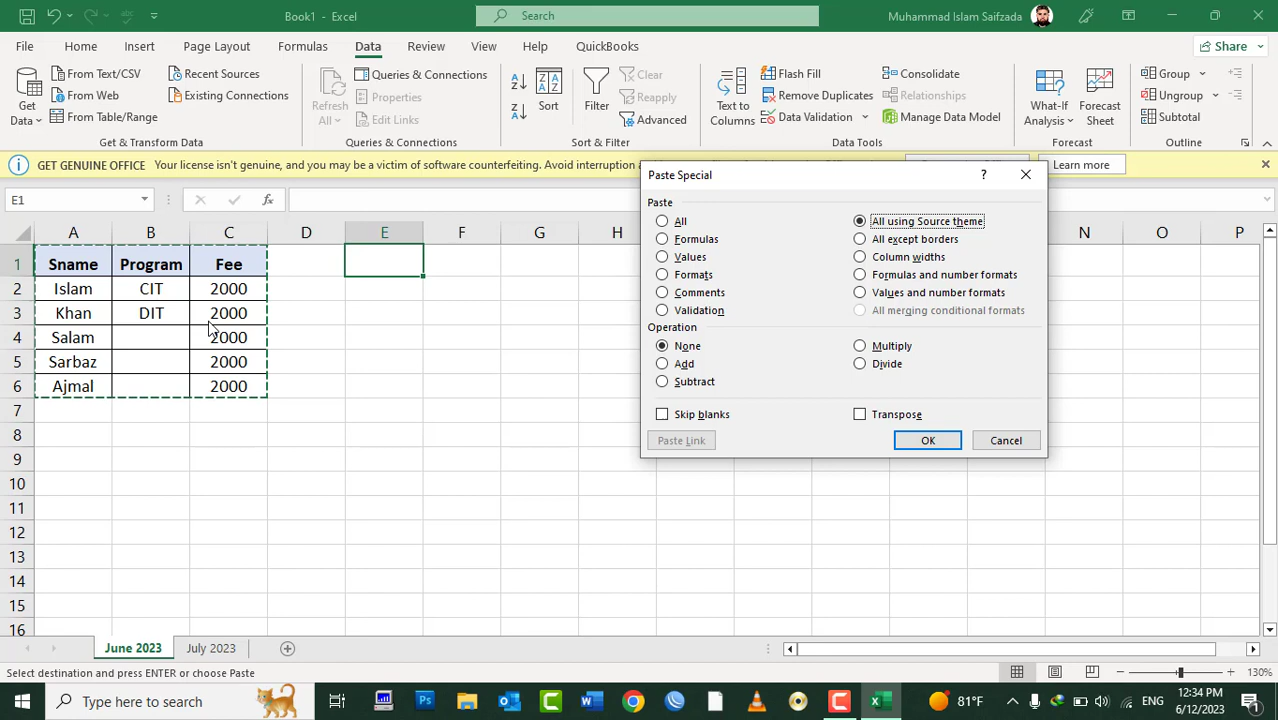 Book1 - Excel
Search
Muhammad Islam Saifzada
File Home Insert Page Layout Formulas Data Review View Help QuickBooks Share
Get Data
From Text/CSV
From Web
From Table/Range
Recent Sources
Existing Connections
Get & Transform Data
Refresh All
Queries & Connections
Properties
Edit Links
Queries & Connections
Sort
Filter
Clear
Reapply
Advanced
Sort & Filter
Text to Columns
Flash Fill
Remove Duplicates
Data Validation
Consolidate
Relationships
Manage Data Model
Data Tools
What-If Analysis
Forecast Sheet
Forecast
Group
Ungroup
Subtotal
Outline
GET GENUINE OFFICE Your license isn't genuine, and you may be a victim of software counterfeiting. Avoid interruption
Learn more
E1
fx
A B C D E F G H N O P
1 Sname Program Fee
2 Islam CIT 2000
3 Khan DIT 2000
4 Salam 2000
5 Sarbaz 2000
6 Ajmal 2000
7
8
9
10
11
12
13
14
15
16
Paste Special
?
Paste
All
Formulas
Values
Formats
Comments
Validation
All using Source theme
All except borders
Column widths
Formulas and number formats
Values and number formats
All merging conditional formats
Operation
None
Add
Subtract
Multiply
Divide
Skip blanks
Transpose
Paste Link
OK
Cancel
June 2023 July 2023
Select destination and press ENTER or choose Paste
130%
Type here to search
81°F
ENG
12:34 PM
6/12/2023